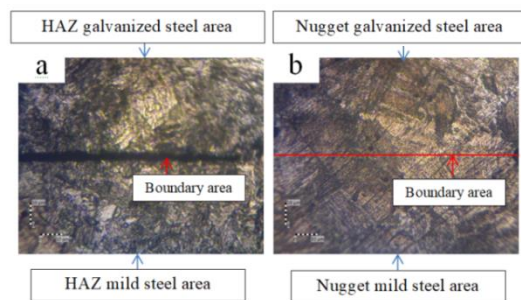 HAZ galvanized steel area
Nugget galvanized steel area
a
b
Boundary area
Boundary area
HAZ mild steel area
Nugget mild steel area